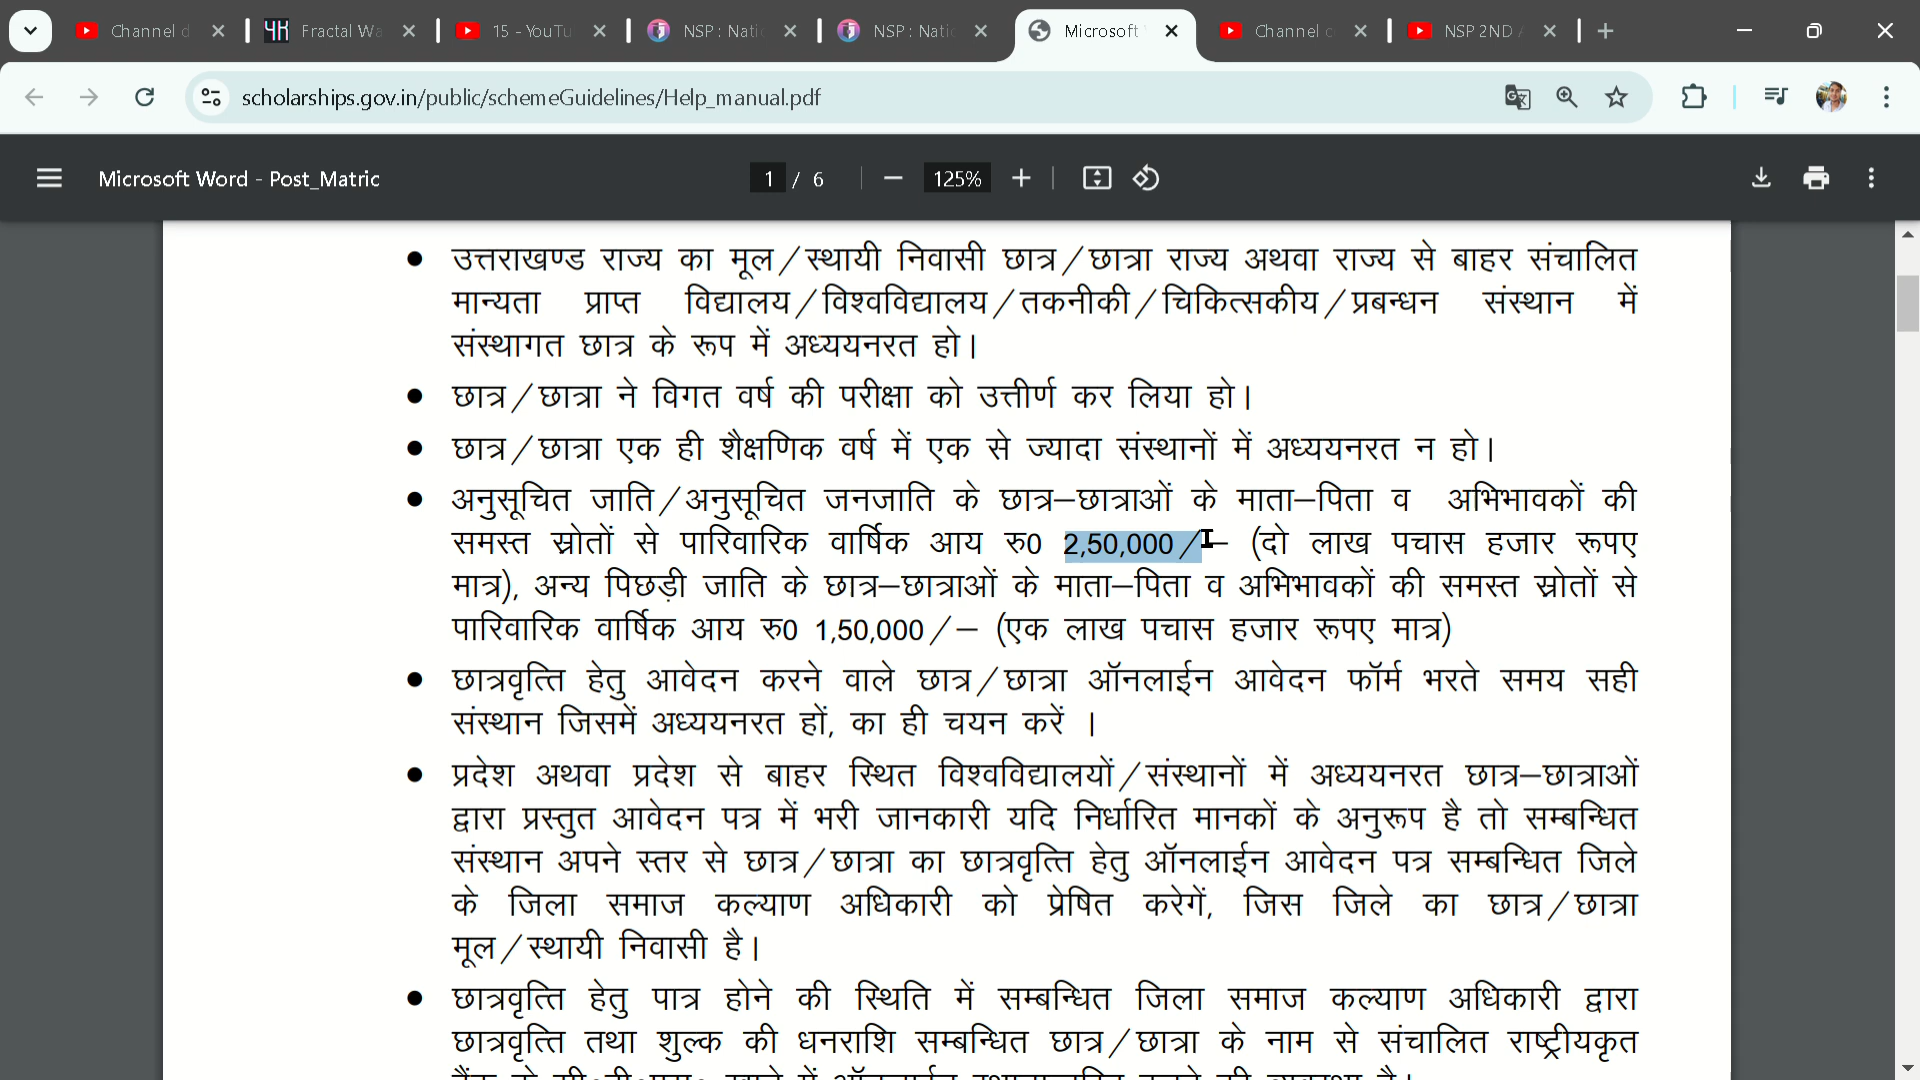 Channel d
Fractal Wa
15 - YouTu
NSP : Nati
NSP : Natic
Microsoft
Channel c
NSP 2ND A
scholarships.gov.in/public/schemeGuidelines/Help_manual.pdf
Microsoft Word - Post_Matric
1 / 6
125%
• उत्तराखण्ड राज्य का मूल/स्थायी निवासी छात्र/छात्रा राज्य अथवा राज्य से बाहर संचालित
मान्यता प्राप्त विद्यालय/विश्वविद्यालय/तकनीकी/चिकित्सकीय/प्रबन्धन संस्थान में
संस्थागत छात्र के रूप में अध्ययनरत हो।
• छात्र/छात्रा ने विगत वर्ष की परीक्षा को उत्तीर्ण कर लिया हो।
• छात्र/छात्रा एक ही शैक्षणिक वर्ष में एक से ज्यादा संस्थानों में अध्ययनरत न हो।
• अनुसूचित जाति/अनुसूचित जनजाति के छात्र–छात्राओं के माता–पिता व अभिभावकों की
समस्त स्रोतों से पारिवारिक वार्षिक आय रु0 2,50,000/– (दो लाख पचास हजार रूपए
मात्र), अन्य पिछड़ी जाति के छात्र–छात्राओं के माता–पिता व अभिभावकों की समस्त स्रोतों से
पारिवारिक वार्षिक आय रु0 1,50,000/– (एक लाख पचास हजार रूपए मात्र)
• छात्रवृत्ति हेतु आवेदन करने वाले छात्र/छात्रा ऑनलाईन आवेदन फॉर्म भरते समय सही
संस्थान जिसमें अध्ययनरत हों, का ही चयन करें ।
• प्रदेश अथवा प्रदेश से बाहर स्थित विश्वविद्यालयों/संस्थानों में अध्ययनरत छात्र–छात्राओं
द्वारा प्रस्तुत आवेदन पत्र में भरी जानकारी यदि निर्धारित मानकों के अनुरूप है तो सम्बन्धित
संस्थान अपने स्तर से छात्र/छात्रा का छात्रवृत्ति हेतु ऑनलाईन आवेदन पत्र सम्बन्धित जिले
के जिला समाज कल्याण अधिकारी को प्रेषित करेगें, जिस जिले का छात्र/छात्रा
मूल/स्थायी निवासी है।
• छात्रवृत्ति हेतु पात्र होने की स्थिति में सम्बन्धित जिला समाज कल्याण अधिकारी द्वारा
छात्रवृत्ति तथा शुल्क की धनराशि सम्बन्धित छात्र/छात्रा के नाम से संचालित राष्ट्रीयकृत